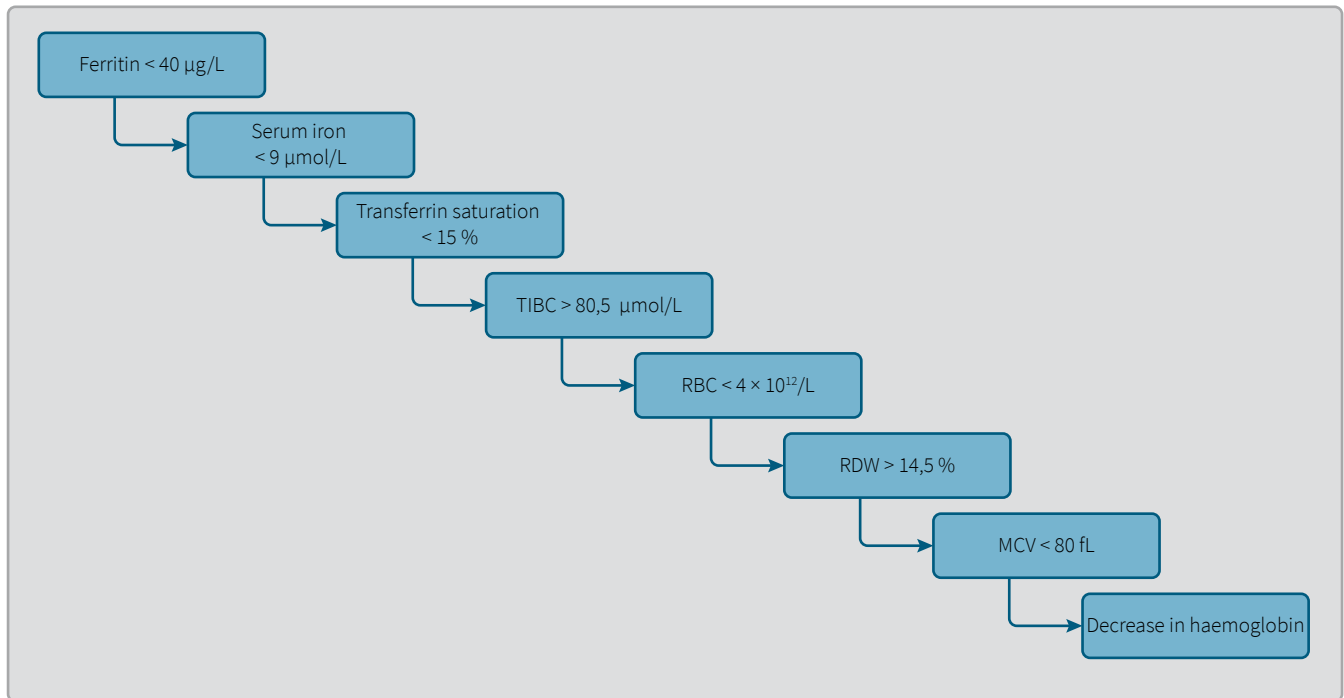 Ferritin < 40 µg/L
Serum iron
< 9 µmol/L
Transferrin saturation
< 15 %
TIBC > 80,5 µmol/L
RBC < 4 × 10¹²/L
RDW > 14,5 %
MCV < 80 fL
Decrease in haemoglobin